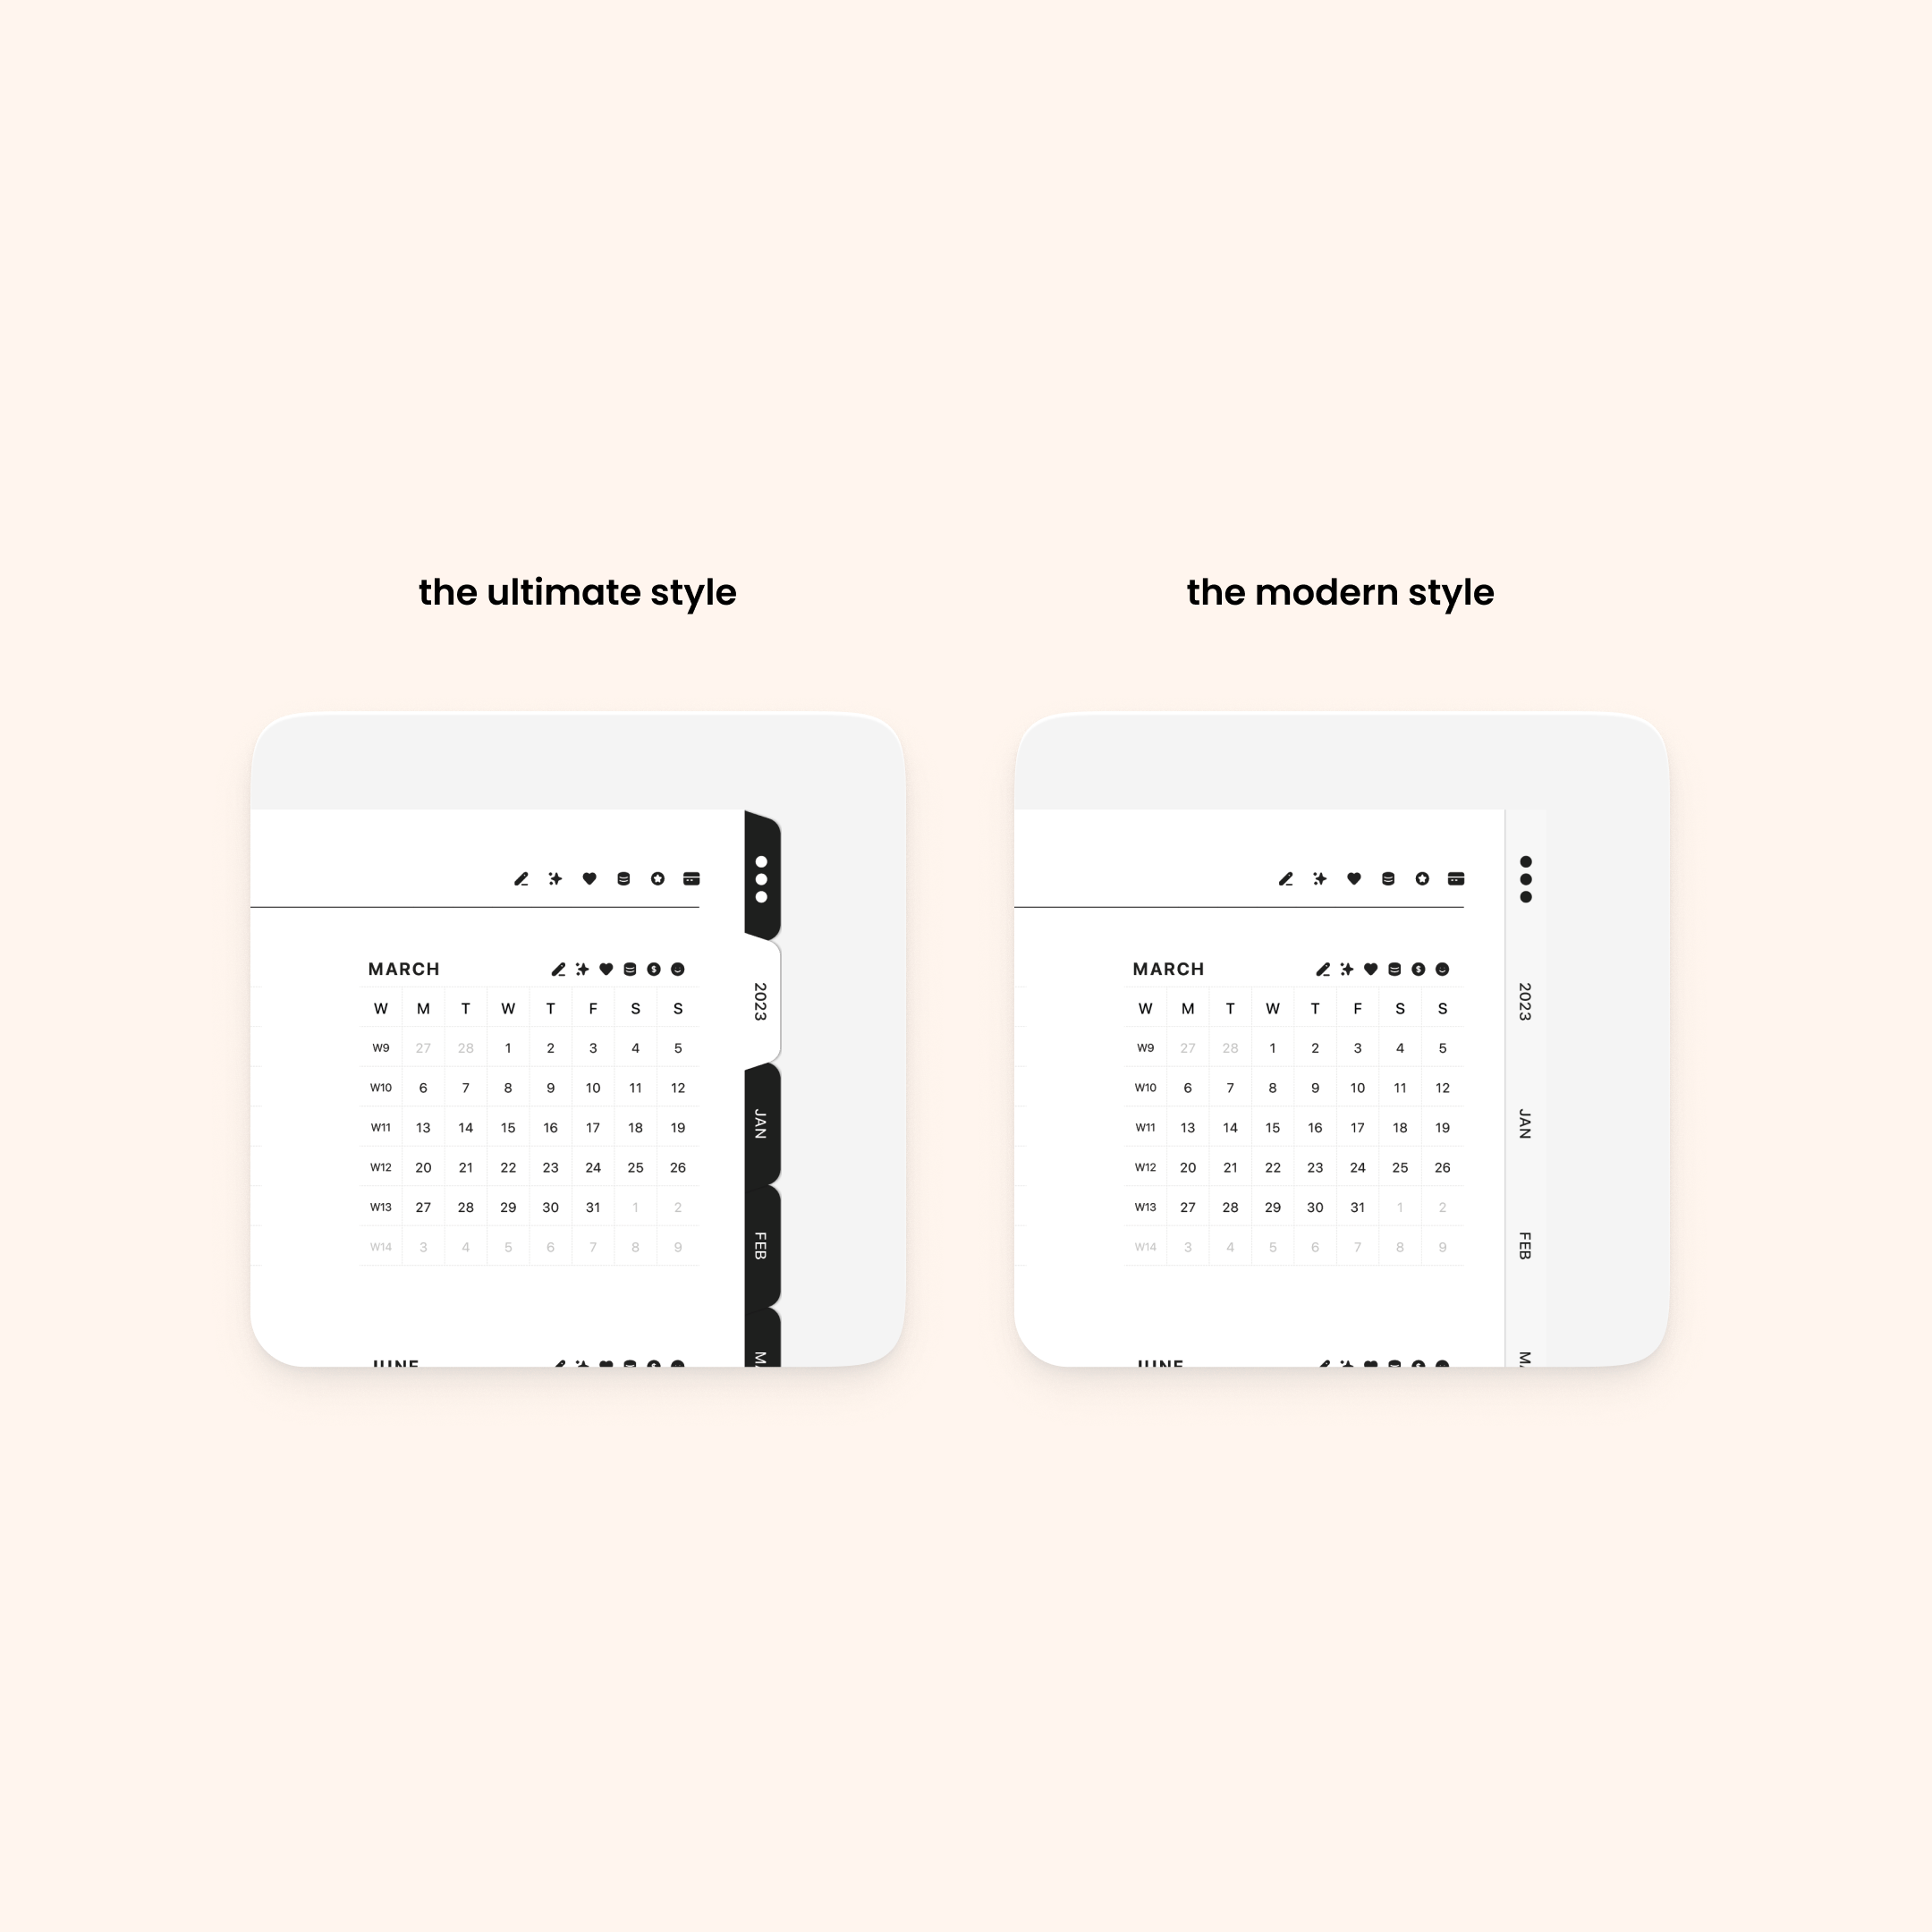 the ultimate style
MARCH
W M T W T F S S
W9 27 28 1 2 3 4 5
W10 6 7 8 9 10 11 12
W11 13 14 15 16 17 18 19
W12 20 21 22 23 24 25 26
W13 27 28 29 30 31 1 2
W14 3 4 5 6 7 8 9
JUNE
2023
JAN
FEB
MA
the modern style
MARCH
W M T W T F S S
W9 27 28 1 2 3 4 5
W10 6 7 8 9 10 11 12
W11 13 14 15 16 17 18 19
W12 20 21 22 23 24 25 26
W13 27 28 29 30 31 1 2
W14 3 4 5 6 7 8 9
JUNE
2023
JAN
FEB
MA